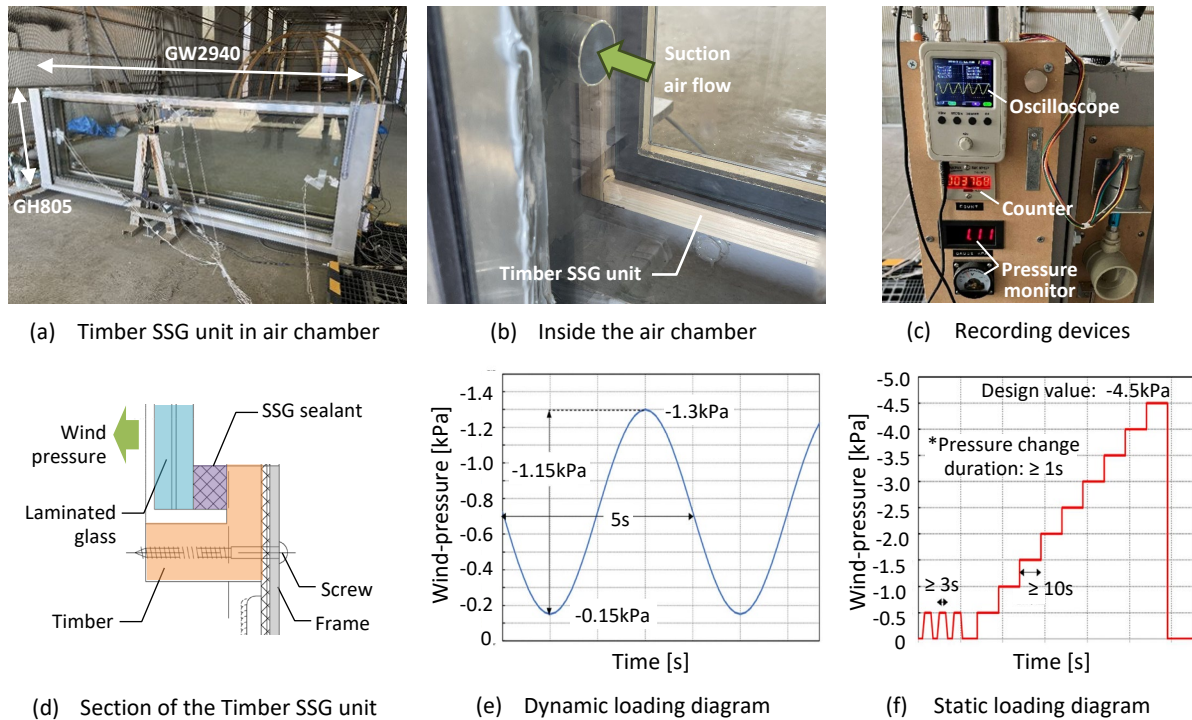 GW2940
GH805
(a) Timber SSG unit in air chamber
Suction
air flow
Timber SSG unit
(b) Inside the air chamber
Oscilloscope
003768
Counter
COUNT
1.11
Pressure
monitor
(c) Recording devices
SSG sealant
Wind
pressure
Laminated
glass
Timber
Screw
Frame
(d) Section of the Timber SSG unit
Wind-pressure [kPa]
-1.4
-1.2
-1.0
-0.8
-0.6
-0.4
-0.2
0
-1.3kPa
-1.15kPa
5s
-0.15kPa
Time [s]
(e) Dynamic loading diagram
Wind-pressure [kPa]
-5.0
-4.5
-4.0
-3.5
-3.0
-2.5
-2.0
-1.5
-1.0
-0.5
0
Design value: -4.5kPa
*Pressure change
duration: ≥ 1s
≥ 3s
≥ 10s
Time [s]
(f) Static loading diagram